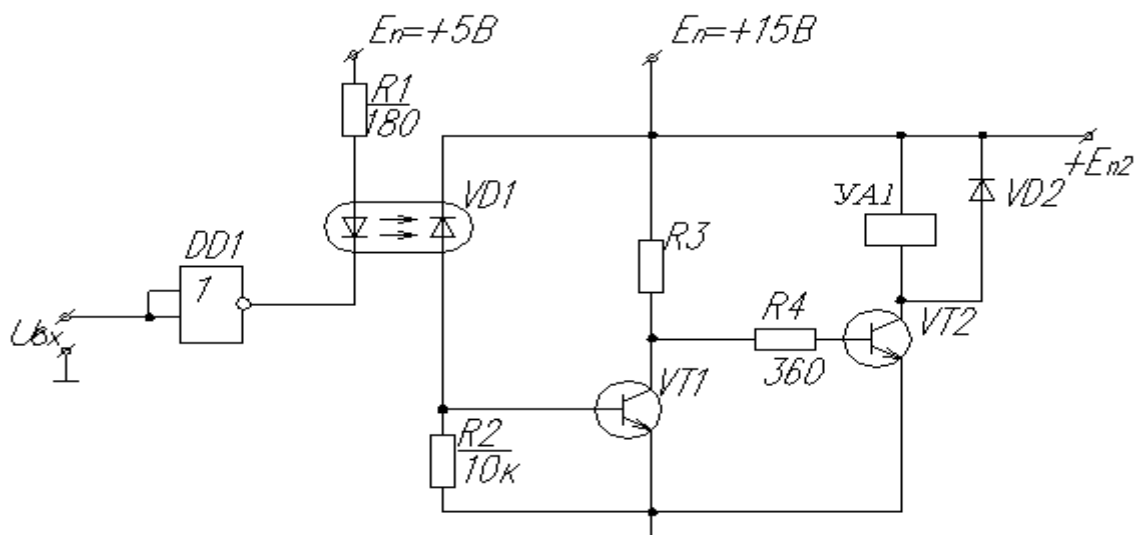 Eп=+5В
Eп=+15В
R1
180
VD1
+Eп2
УА1
VD2
DD1
1
R3
R4
360
VT2
Uвх
VT1
R2
10к